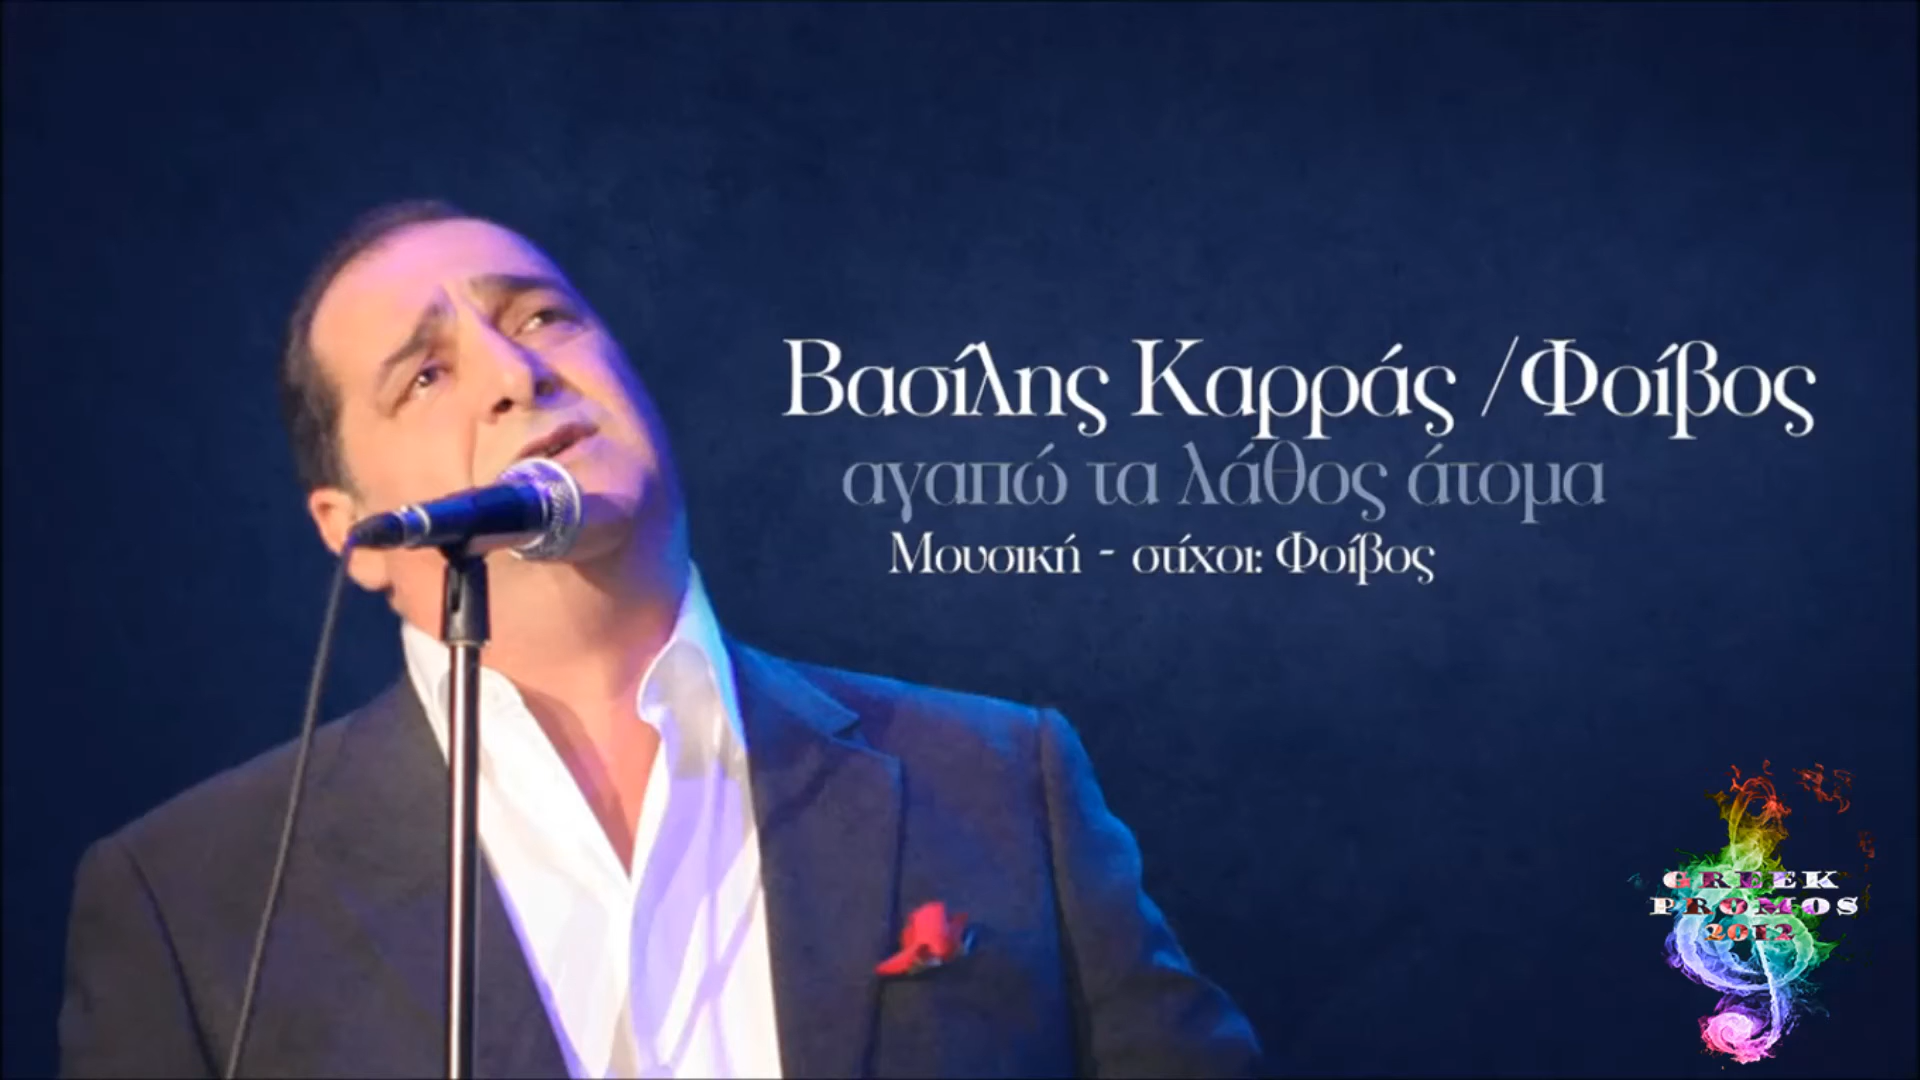 Βασίλης Καρράς /Φοίβος
αγαπώ τα λάθος άτομα
Μουσική - στίχοι: Φοίβος
GREEK
PROMOS
2012